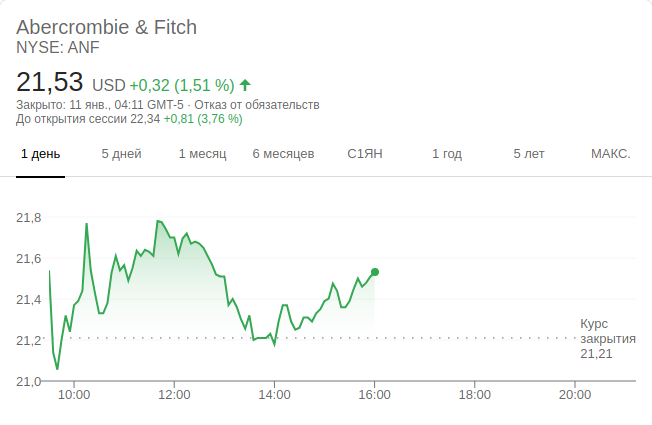 Abercrombie & Fitch
NYSE: ANF
21,53 USD +0,32 (1,51 %)
Закрыто: 11 янв., 04:11 GMT-5 · Отказ от обязательств
До открытия сессии 22,34 +0,81 (3,76 %)
1 день 5 дней 1 месяц 6 месяцев С1ЯН 1 год 5 лет МАКС.
21,8
21,6
21,4
21,2
21,0
Курс
закрытия
21,21
10:00 12:00 14:00 16:00 18:00 20:00